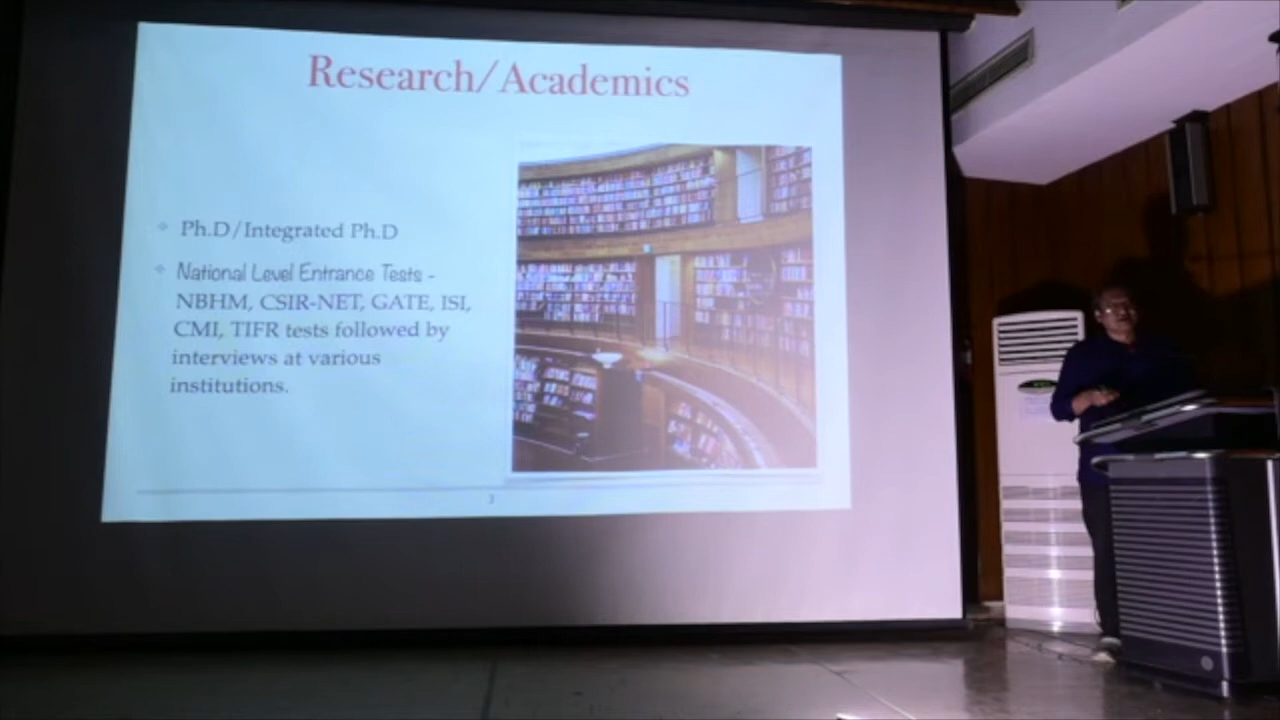 Research/Academics
Ph.D/Integrated Ph.D
National Level Entrance Tests -
NBHM, CSIR-NET, GATE, ISI,
CMI, TIFR tests followed by
interviews at various
institutions.
3